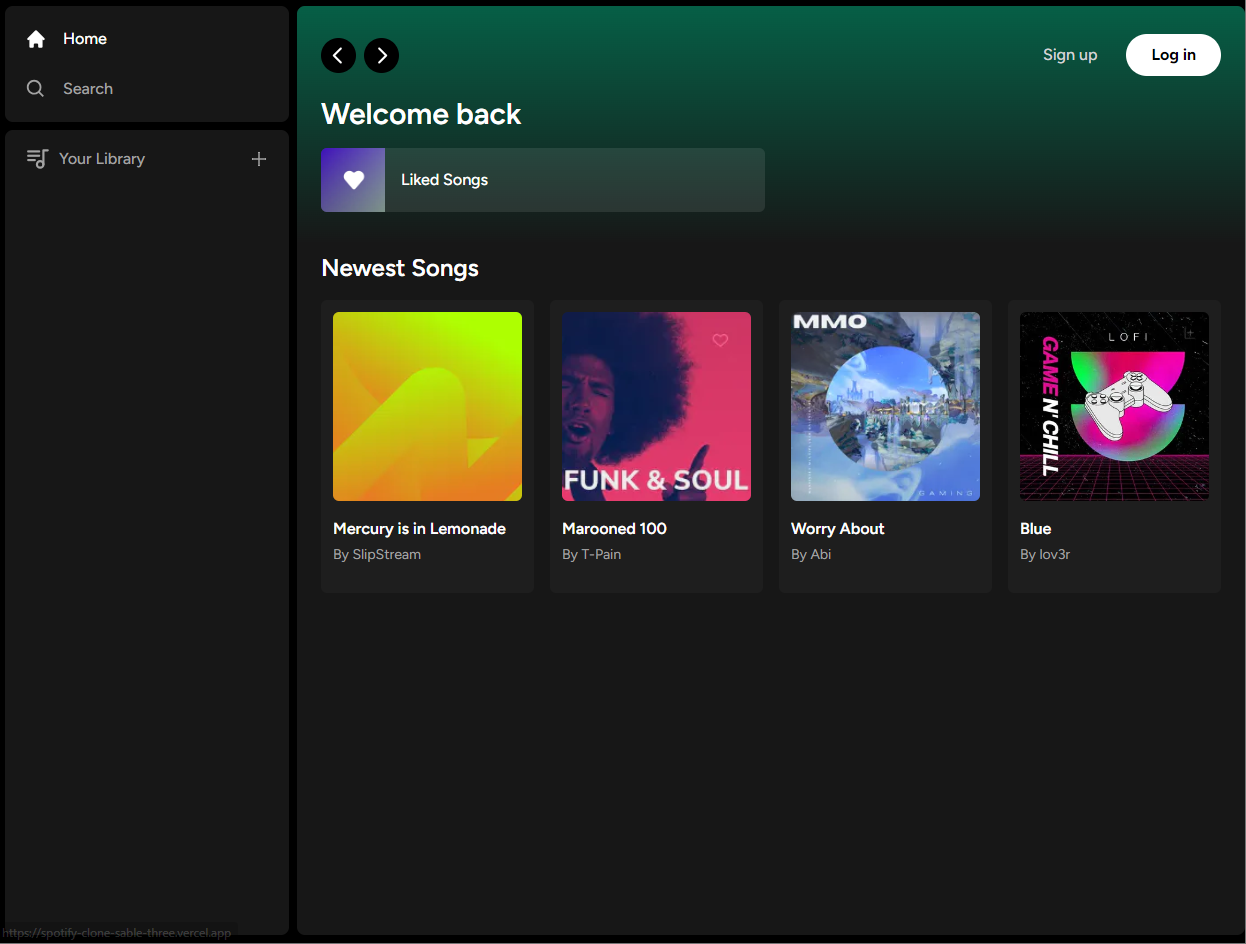 Home
Search
Your Library
Sign up
Log in
Welcome back
Liked Songs
Newest Songs
FUNK & SOUL
MMO
GAMING
LOFI
GAME N' CHILL
Mercury is in Lemonade
By SlipStream
Marooned 100
By T-Pain
Worry About
By Abi
Blue
By lov3r
https://spotify-clone-sable-three.vercel.app